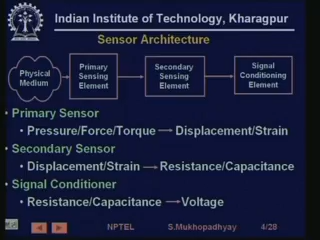 Indian Institute of Technology, Kharagpur
Sensor Architecture
Physical
Medium
Primary
Sensing
Element
Secondary
Sensing
Element
Signal
Conditioning
Element
• Primary Sensor
• Pressure/Force/Torque → Displacement/Strain
• Secondary Sensor
• Displacement/Strain → Resistance/Capacitance
• Signal Conditioner
• Resistance/Capacitance → Voltage
NPTEL S.Mukhopadhyay 4/28